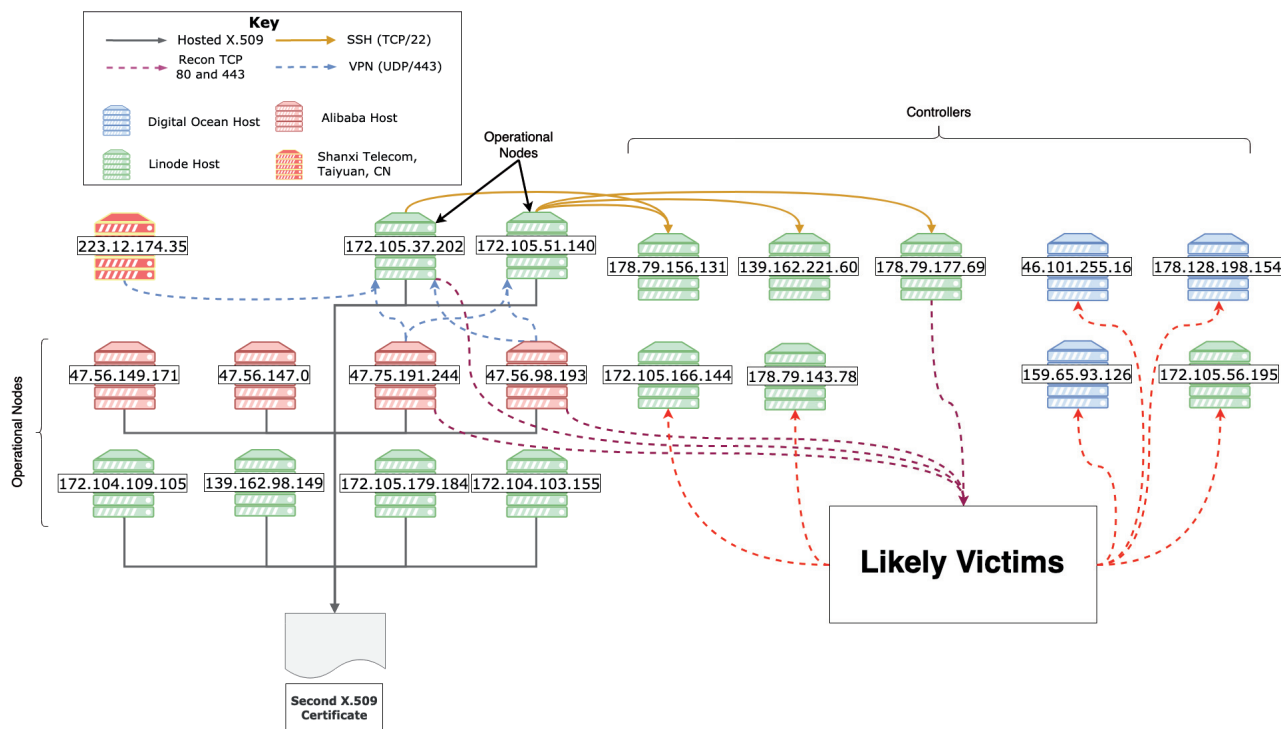 Key
Hosted X.509
SSH (TCP/22)
Recon TCP
80 and 443
VPN (UDP/443)
Digital Ocean Host
Alibaba Host
Linode Host
Shanxi Telecom,
Taiyuan, CN
Operational
Nodes
Controllers
223.12.174.35
172.105.37.202
172.105.51.140
178.79.156.131
139.162.221.60
178.79.177.69
46.101.255.16
178.128.198.154
Operational Nodes
47.56.149.171
47.56.147.0
47.75.191.244
47.56.98.193
172.105.166.144
178.79.143.78
159.65.93.126
172.105.56.195
172.104.109.105
139.162.98.149
172.105.179.184
172.104.103.155
Likely Victims
Second X.509
Certificate